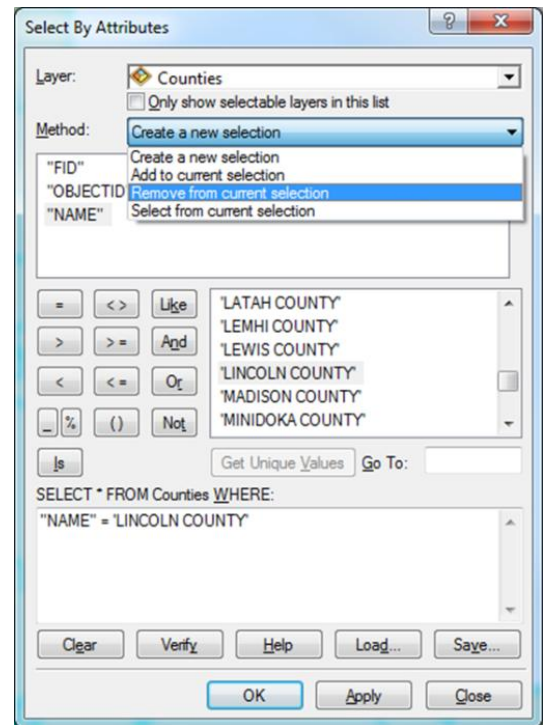 Select By Attributes
?
X
Layer: Counties
Only show selectable layers in this list
Method: Create a new selection
Create a new selection
Add to current selection
Remove from current selection
Select from current selection
"FID"
"OBJECTID
"NAME"
= <> Like
> >= And
< <= Or
_ % () Not
Is
'LATAH COUNTY'
'LEMHI COUNTY'
'LEWIS COUNTY'
'LINCOLN COUNTY'
'MADISON COUNTY'
'MINIDOKA COUNTY'
Get Unique Values Go To:
SELECT * FROM Counties WHERE:
"NAME" = 'LINCOLN COUNTY'
Clear Verify Help Load... Save...
OK Apply Close